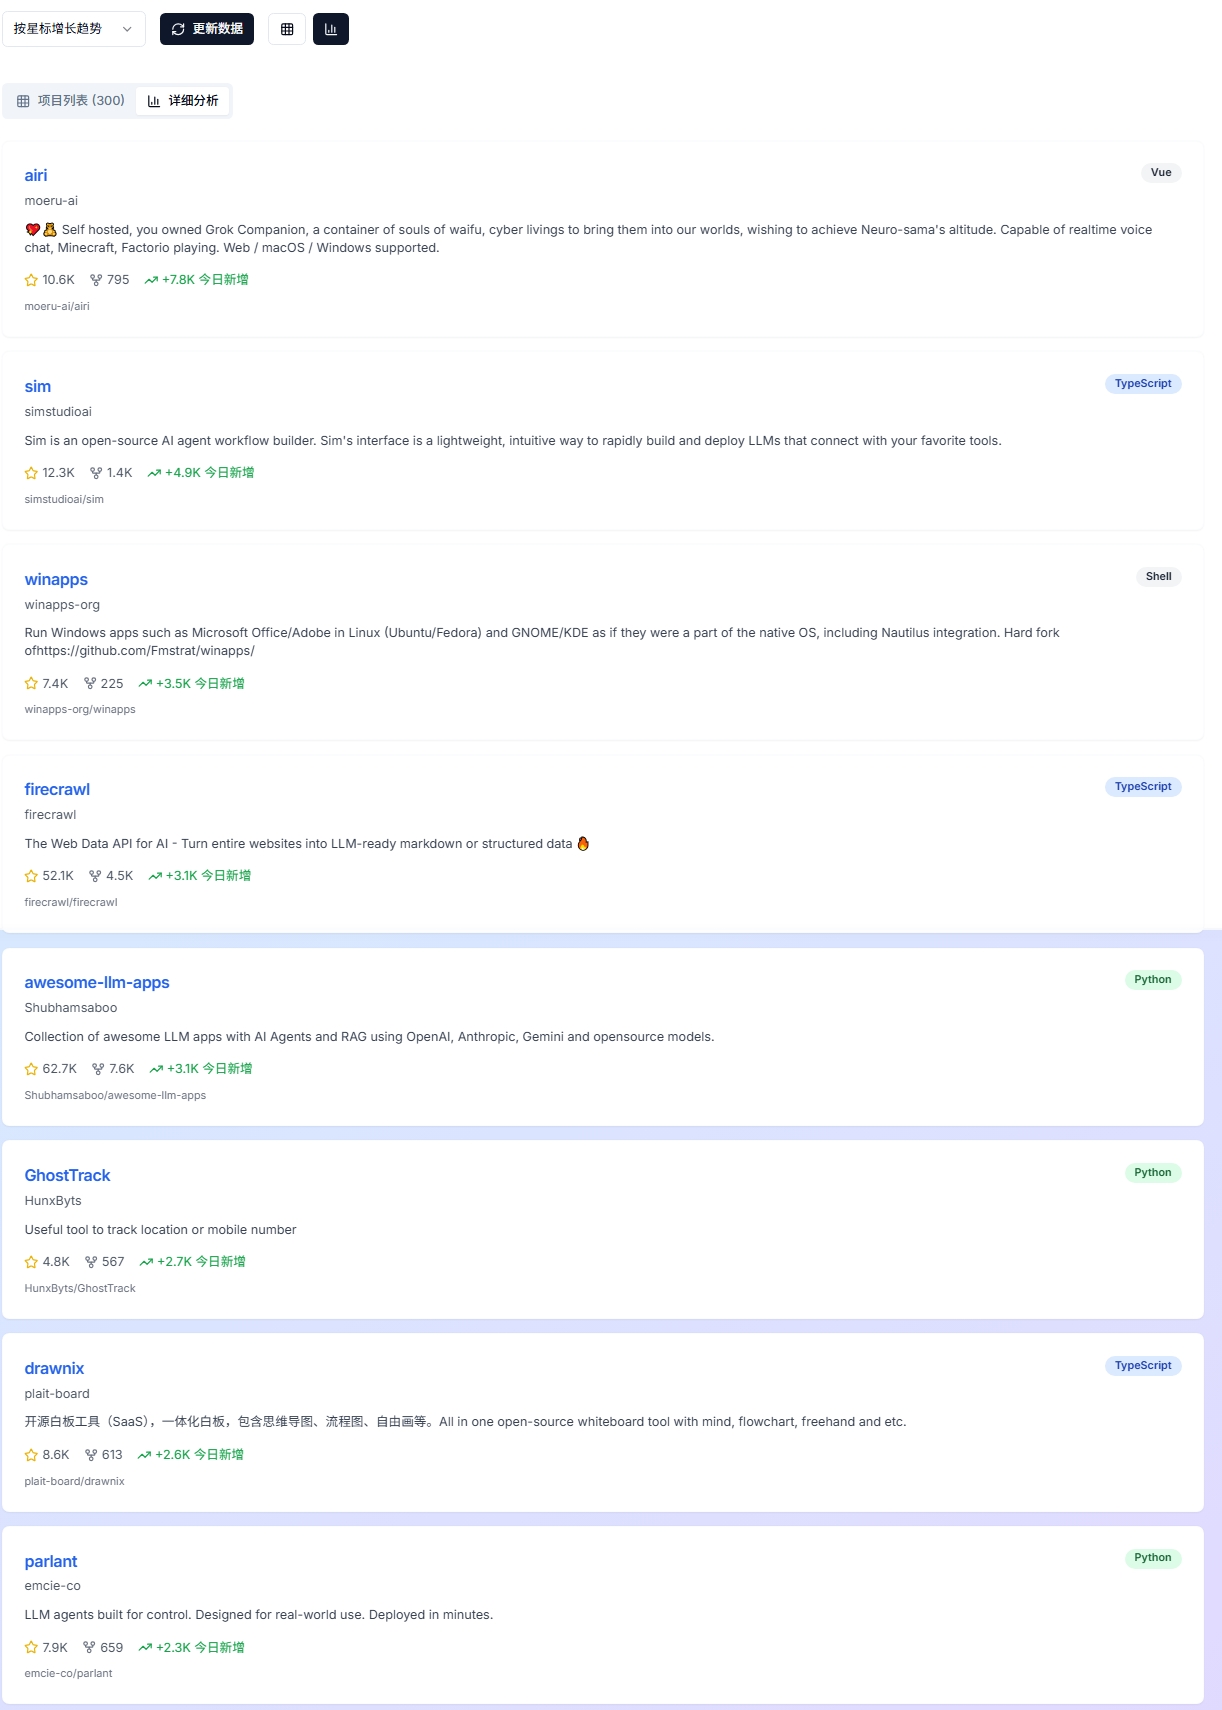 按星标增长趋势
更新数据
项目列表 (300)
详细分析
airi
Vue
moeru-ai
Self hosted, you owned Grok Companion, a container of souls of waifu, cyber livings to bring them into our worlds, wishing to achieve Neuro-sama's altitude. Capable of realtime voice
chat, Minecraft, Factorio playing. Web / macOS / Windows supported.
10.6K 795 +7.8K 今日新增
moeru-ai/airi
sim
TypeScript
simstudioai
Sim is an open-source AI agent workflow builder. Sim's interface is a lightweight, intuitive way to rapidly build and deploy LLMs that connect with your favorite tools.
12.3K 1.4K +4.9K 今日新增
simstudioai/sim
winapps
Shell
winapps-org
Run Windows apps such as Microsoft Office/Adobe in Linux (Ubuntu/Fedora) and GNOME/KDE as if they were a part of the native OS, including Nautilus integration. Hard fork
ofhttps://github.com/Fmstrat/winapps/
7.4K 225 +3.5K 今日新增
winapps-org/winapps
firecrawl
TypeScript
firecrawl
The Web Data API for AI - Turn entire websites into LLM-ready markdown or structured data 🔥
52.1K 4.5K +3.1K 今日新增
firecrawl/firecrawl
awesome-llm-apps
Python
Shubhamsaboo
Collection of awesome LLM apps with AI Agents and RAG using OpenAI, Anthropic, Gemini and opensource models.
62.7K 7.6K +3.1K 今日新增
Shubhamsaboo/awesome-llm-apps
GhostTrack
Python
HunxByts
Useful tool to track location or mobile number
4.8K 567 +2.7K 今日新增
HunxByts/GhostTrack
drawnix
TypeScript
plait-board
开源白板工具（SaaS），一体化白板，包含思维导图、流程图、自由画等。All in one open-source whiteboard tool with mind, flowchart, freehand and etc.
8.6K 613 +2.6K 今日新增
plait-board/drawnix
parlant
Python
emcie-co
LLM agents built for control. Designed for real-world use. Deployed in minutes.
7.9K 659 +2.3K 今日新增
emcie-co/parlant